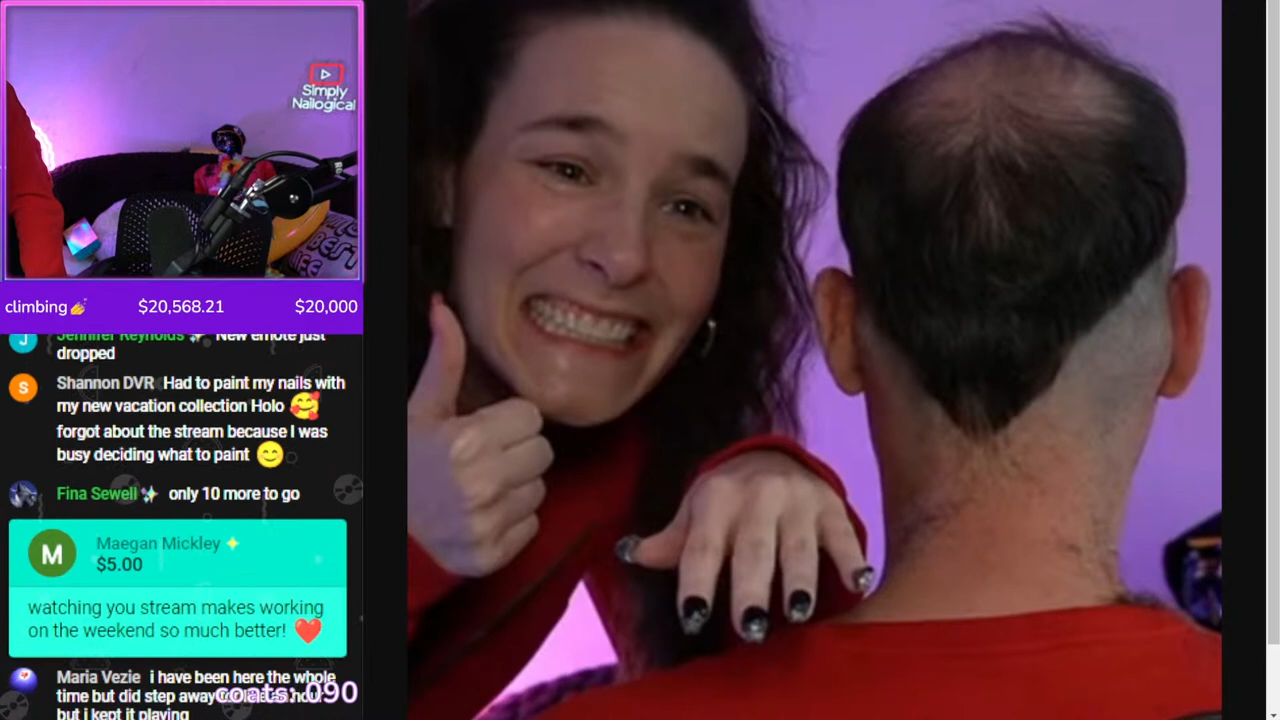 Simply
Nailogical
climbing💅 $20,568.21 $20,000
Jennifer Reynolds New emote just
dropped
S
Shannon DVR Had to paint my nails with
my new vacation collection Holo 🥰
forgot about the stream because I was
busy deciding what to paint 😊
Fina Sewell only 10 more to go
M
Maegan Mickley
$5.00
watching you stream makes working
on the weekend so much better! ❤️
Maria Vezie i have been here the whole
time but did step away
coats: 090
but i kept it playing